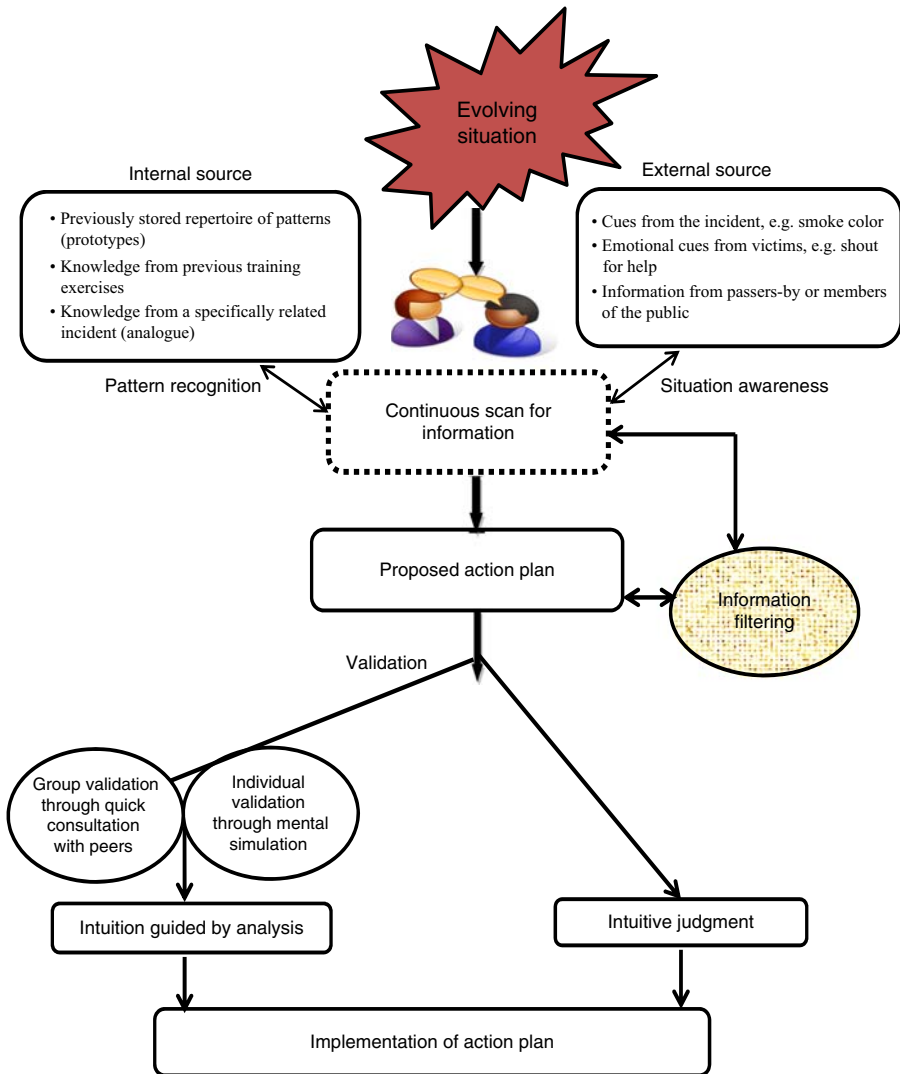 Evolving
situation
Internal source
• Previously stored repertoire of patterns
(prototypes)
• Knowledge from previous training
exercises
• Knowledge from a specifically related
incident (analogue)
External source
• Cues from the incident, e.g. smoke color
• Emotional cues from victims, e.g. shout
for help
• Information from passers-by or members
of the public
Pattern recognition
Situation awareness
Continuous scan for
information
Proposed action plan
Information
filtering
Validation
Group validation
through quick
consultation
with peers
Individual
validation
through mental
simulation
Intuition guided by analysis
Intuitive judgment
Implementation of action plan